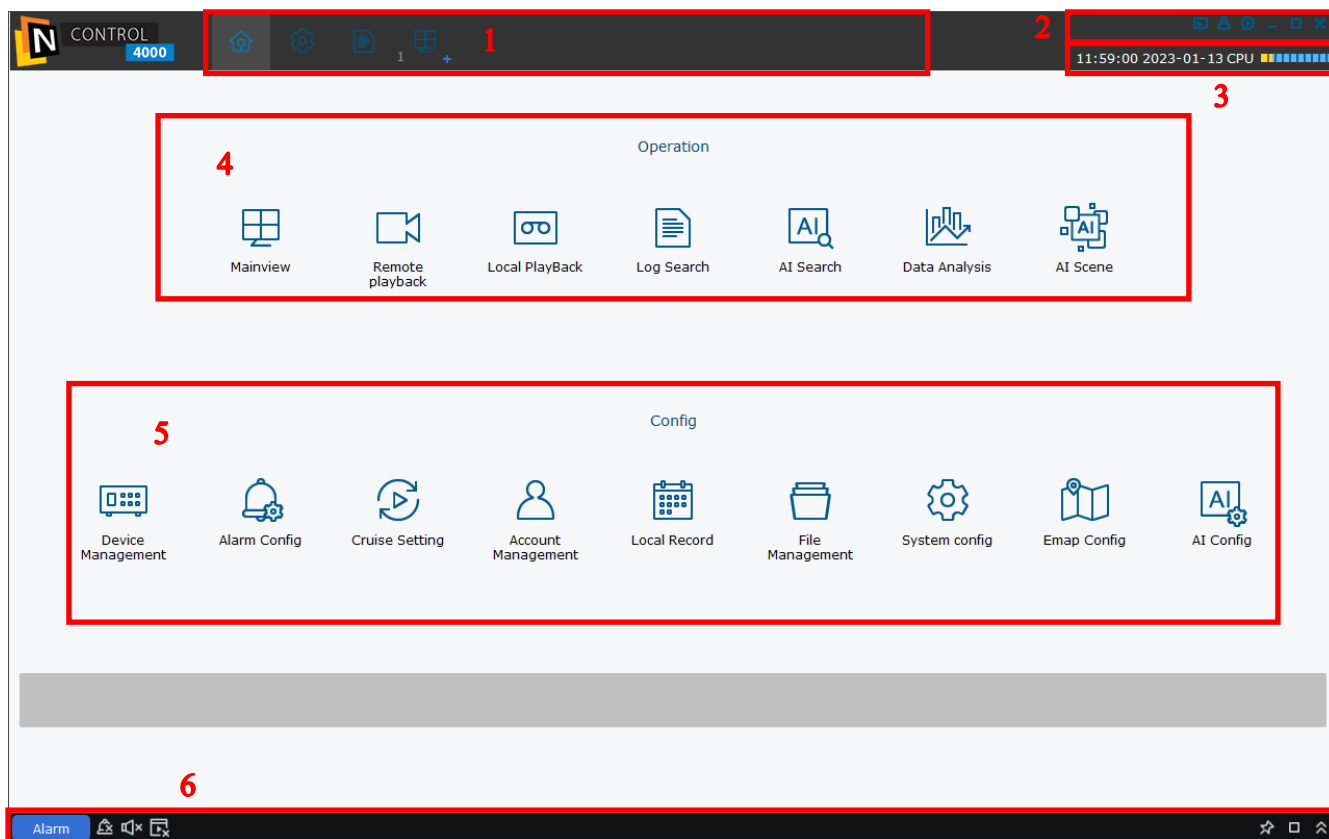 N CONTROL
4000
1
1
+
2
11:59:00 2023-01-13 CPU
3
4
Operation
AI
AI
Mainview
Remote
playback
Local PlayBack
Log Search
AI Search
Data Analysis
AI Scene
5
Config
AI
Device
Management
Alarm Config
Cruise Setting
Account
Management
Local Record
File
Management
System config
Emap Config
AI Config
6
Alarm